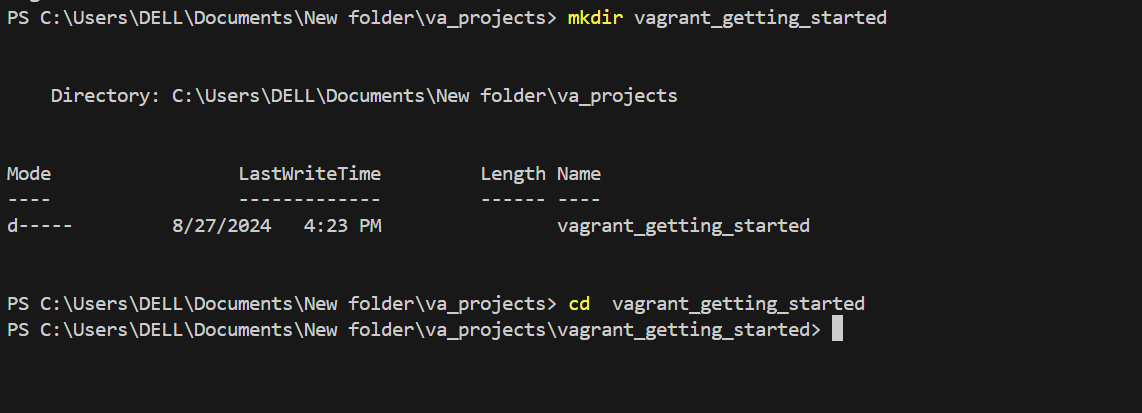 PS C:\Users\DELL\Documents\New folder\va_projects> mkdir vagrant_getting_started
    Directory: C:\Users\DELL\Documents\New folder\va_projects
Mode                 LastWriteTime         Length Name
----                 -------------         ------ ----
d-----         8/27/2024   4:23 PM                vagrant_getting_started
PS C:\Users\DELL\Documents\New folder\va_projects> cd  vagrant_getting_started
PS C:\Users\DELL\Documents\New folder\va_projects\vagrant_getting_started>